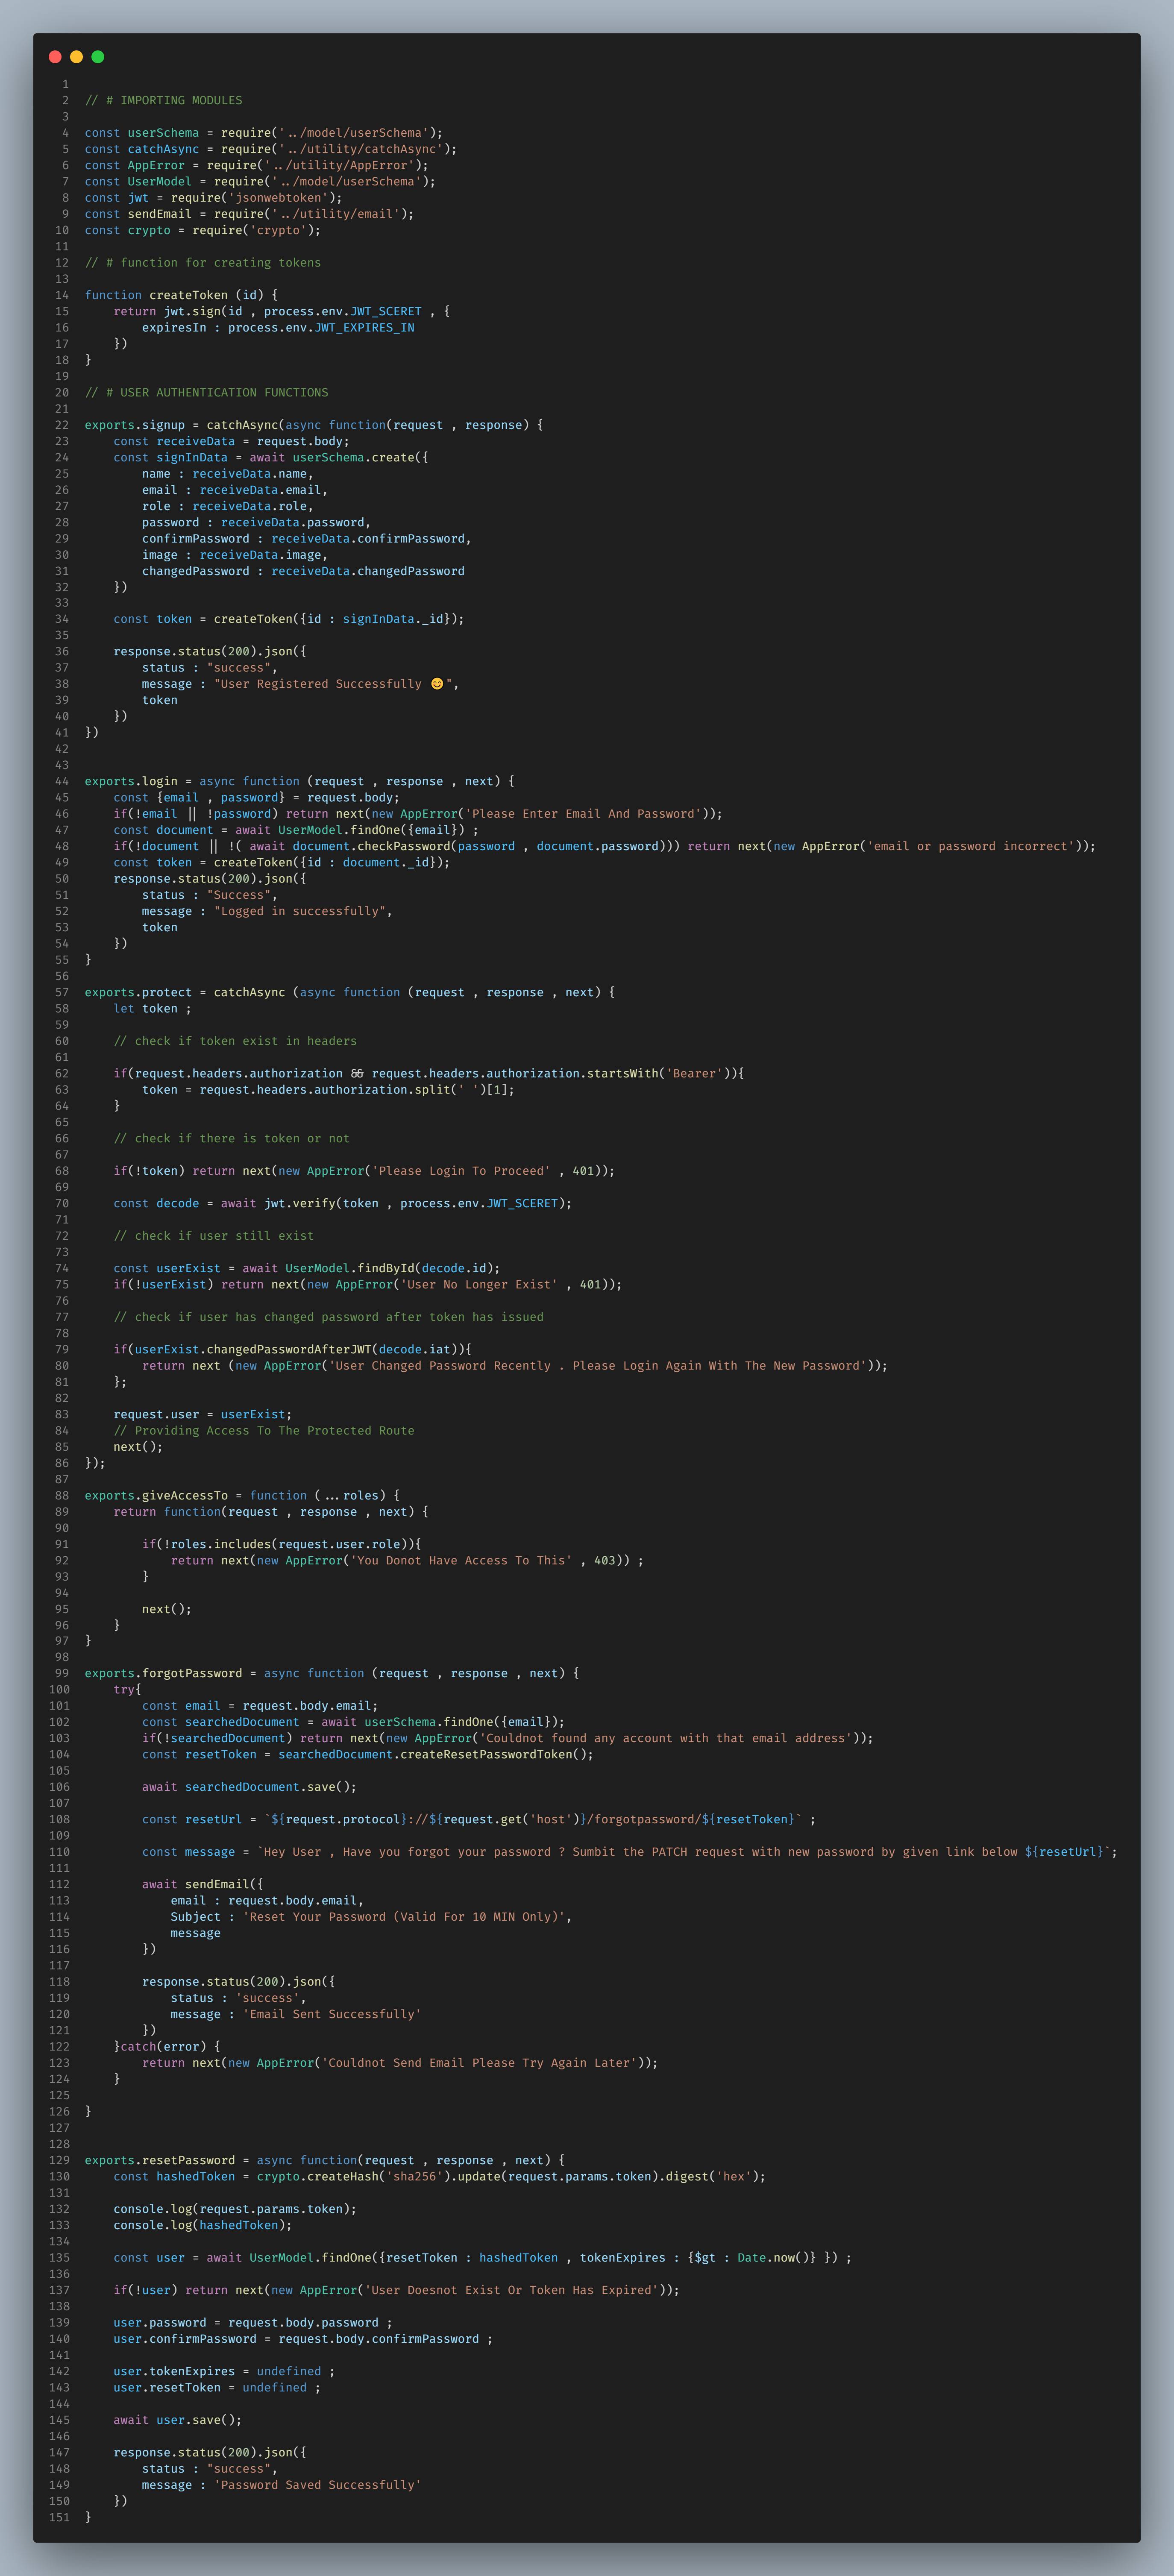 1
2 // # IMPORTING MODULES
3
4 const userSchema = require('../model/userSchema');
5 const catchAsync = require('../utility/catchAsync');
6 const AppError = require('../utility/AppError');
7 const UserModel = require('../model/userSchema');
8 const jwt = require('jsonwebtoken');
9 const sendEmail = require('../utility/email');
10 const crypto = require('crypto');
11
12 // # function for creating tokens
13
14 function createToken (id) {
15     return jwt.sign(id , process.env.JWT_SCERET , {
16         expiresIn : process.env.JWT_EXPIRES_IN
17     })
18 }
19
20 // # USER AUTHENTICATION FUNCTIONS
21
22 exports.signup = catchAsync(async function(request , response) {
23     const receiveData = request.body;
24     const signInData = await userSchema.create({
25         name : receiveData.name,
26         email : receiveData.email,
27         role : receiveData.role,
28         password : receiveData.password,
29         confirmPassword : receiveData.confirmPassword,
30         image : receiveData.image,
31         changedPassword : receiveData.changedPassword
32     })
33
34     const token = createToken({id : signInData._id});
35
36     response.status(200).json({
37         status : "success",
38         message : "User Registered Successfully 😊",
39         token
40     })
41 })
42
43
44 exports.login = async function (request , response , next) {
45     const {email , password} = request.body;
46     if(!email || !password) return next(new AppError('Please Enter Email And Password'));
47     const document = await UserModel.findOne({email}) ;
48     if(!document || !( await document.checkPassword(password , document.password))) return next(new AppError('email or password incorrect'));
49     const token = createToken({id : document._id});
50     response.status(200).json({
51         status : "Success",
52         message : "Logged in successfully",
53         token
54     })
55 }
56
57 exports.protect = catchAsync (async function (request , response , next) {
58     let token ;
59
60     // check if token exist in headers
61
62     if(request.headers.authorization && request.headers.authorization.startsWith('Bearer')){
63         token = request.headers.authorization.split(' ')[1];
64     }
65
66     // check if there is token or not
67
68     if(!token) return next(new AppError('Please Login To Proceed' , 401));
69
70     const decode = await jwt.verify(token , process.env.JWT_SCERET);
71
72     // check if user still exist
73
74     const userExist = await UserModel.findById(decode.id);
75     if(!userExist) return next(new AppError('User No Longer Exist' , 401));
76
77     // check if user has changed password after token has issued
78
79     if(userExist.changedPasswordAfterJWT(decode.iat)){
80         return next (new AppError('User Changed Password Recently . Please Login Again With The New Password'));
81     };
82
83     request.user = userExist;
84     // Providing Access To The Protected Route
85     next();
86 });
87
88 exports.giveAccessTo = function (...roles) {
89     return function(request , response , next) {
90
91         if(!roles.includes(request.user.role)){
92             return next(new AppError('You Donot Have Access To This' , 403)) ;
93         }
94
95         next();
96     }
97 }
98
99 exports.forgotPassword = async function (request , response , next) {
100     try{
101         const email = request.body.email;
102         const searchedDocument = await userSchema.findOne({email});
103         if(!searchedDocument) return next(new AppError('Couldnot found any account with that email address'));
104         const resetToken = searchedDocument.createResetPasswordToken();
105
106         await searchedDocument.save();
107
108         const resetUrl = `${request.protocol}://${request.get('host')}/forgotpassword/${resetToken}` ;
109
110         const message = `Hey User , Have you forgot your password ? Sumbit the PATCH request with new password by given link below ${resetUrl}`;
111
112         await sendEmail({
113             email : request.body.email,
114             Subject : 'Reset Your Password (Valid For 10 MIN Only)',
115             message
116         })
117
118         response.status(200).json({
119             status : 'success',
120             message : 'Email Sent Successfully'
121         })
122     }catch(error) {
123         return next(new AppError('Couldnot Send Email Please Try Again Later'));
124     }
125
126 }
127
128
129 exports.resetPassword = async function(request , response , next) {
130     const hashedToken = crypto.createHash('sha256').update(request.params.token).digest('hex');
131
132     console.log(request.params.token);
133     console.log(hashedToken);
134
135     const user = await UserModel.findOne({resetToken : hashedToken , tokenExpires : {$gt : Date.now()} }) ;
136
137     if(!user) return next(new AppError('User Doesnot Exist Or Token Has Expired'));
138
139     user.password = request.body.password ;
140     user.confirmPassword = request.body.confirmPassword ;
141
142     user.tokenExpires = undefined ;
143     user.resetToken = undefined ;
144
145     await user.save();
146
147     response.status(200).json({
148         status : "success",
149         message : 'Password Saved Successfully'
150     })
151 }